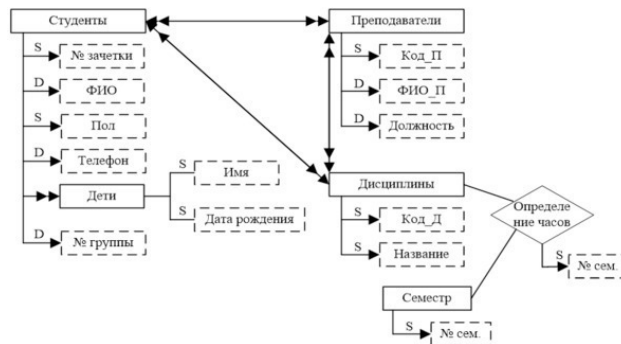 Студенты
Преподаватели
S
№ зачетки
D
ФИО
S
Пол
D
Телефон
Дети
S
Имя
S
Дата рождения
D
№ группы
S
Код_П
D
ФИО_П
D
Должность
Дисциплины
S
Код_Д
S
Название
Определе
ние часов
S
№ сем.
Семестр
S
№ сем.